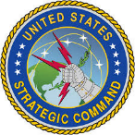 UNITED STATES
STRATEGIC COMMAND